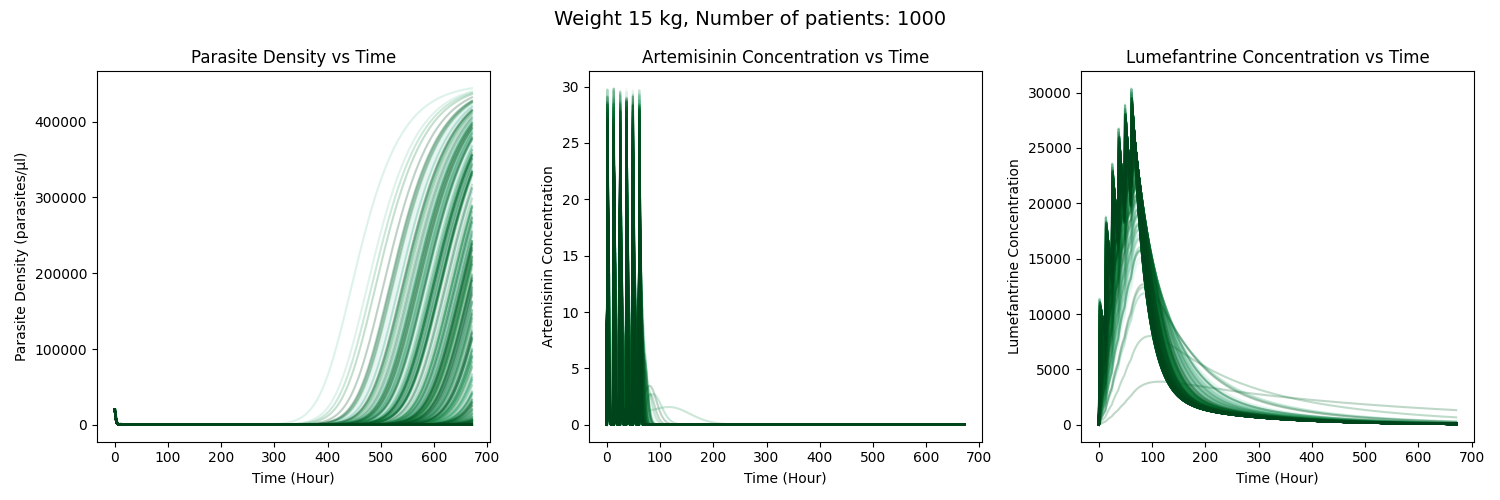 Weight 15 kg, Number of patients: 1000
Parasite Density vs Time
Parasite Density (parasites/µl)
400000
300000
200000
100000
0
0 100 200 300 400 500 600 700
Time (Hour)
Artemisinin Concentration vs Time
Artemisinin Concentration
30
25
20
15
10
5
0
0 100 200 300 400 500 600 700
Time (Hour)
Lumefantrine Concentration vs Time
Lumefantrine Concentration
30000
25000
20000
15000
10000
5000
0
0 100 200 300 400 500 600 700
Time (Hour)